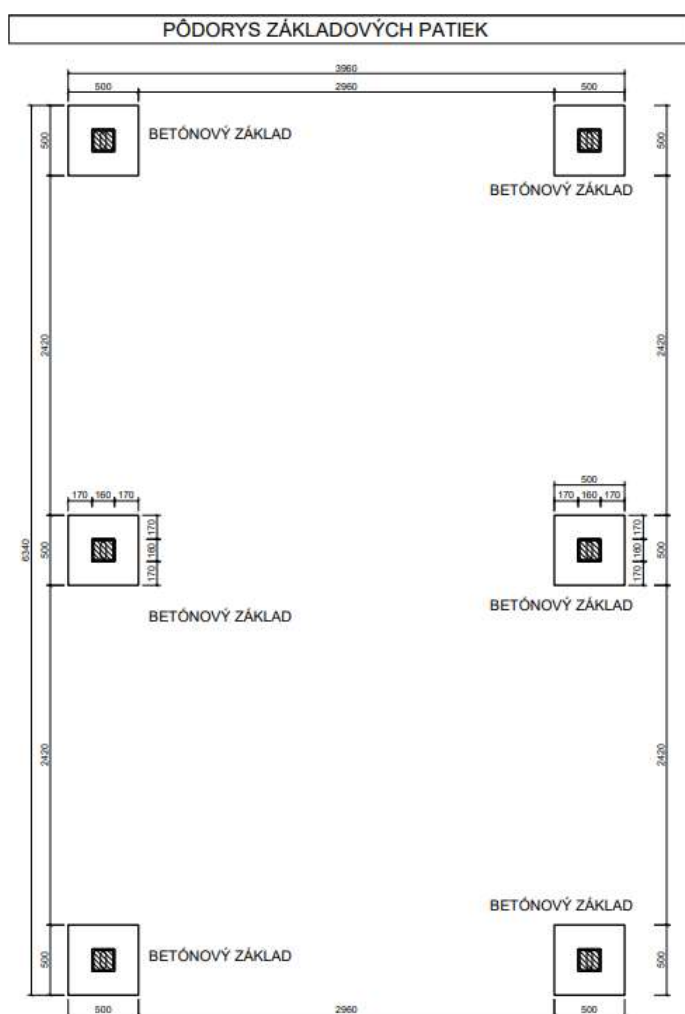 PÔDORYS ZÁKLADOVÝCH PATIEK
3960
500 2960 500
500 BETÓNOVÝ ZÁKLAD 500
BETÓNOVÝ ZÁKLAD
2420 2420
500
170 160 170 170 160 170
6340 500 170 160 170 170 160 170 500
BETÓNOVÝ ZÁKLAD
BETÓNOVÝ ZÁKLAD
2420 2420
BETÓNOVÝ ZÁKLAD
500 BETÓNOVÝ ZÁKLAD 500
500 2960 500